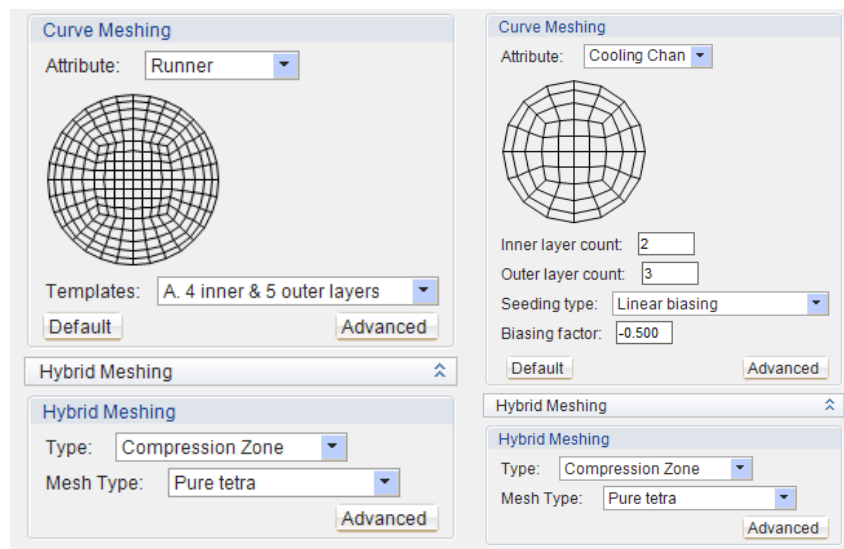 Curve Meshing
Attribute: Runner
Templates: A. 4 inner & 5 outer layers
Default Advanced
Hybrid Meshing
Hybrid Meshing
Type: Compression Zone
Mesh Type: Pure tetra
Advanced
Curve Meshing
Attribute: Cooling Chan
Inner layer count: 2
Outer layer count: 3
Seeding type: Linear biasing
Biasing factor: -0.500
Default Advanced
Hybrid Meshing
Hybrid Meshing
Type: Compression Zone
Mesh Type: Pure tetra
Advanced